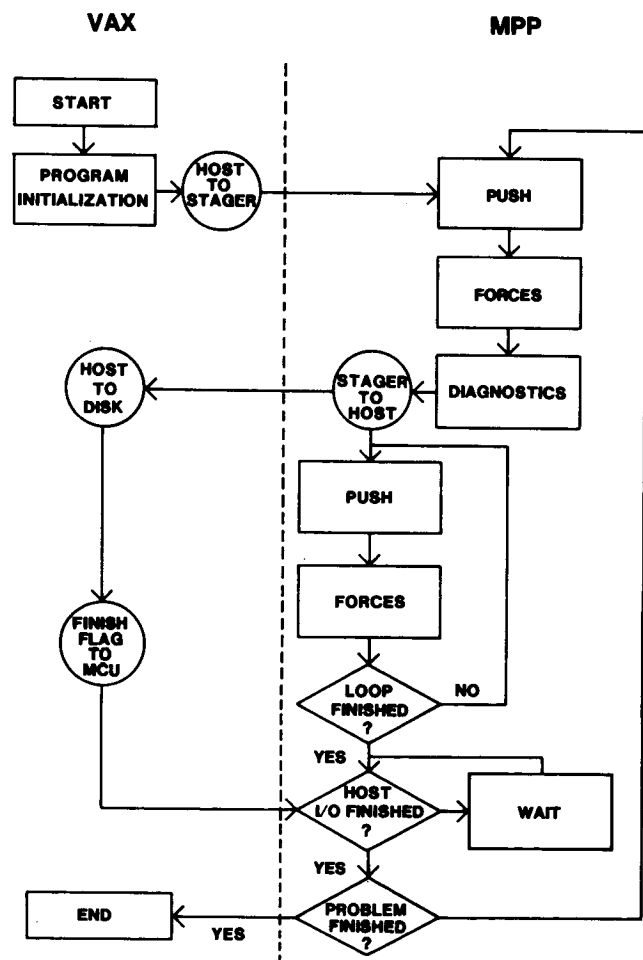 VAX
MPP
START
PROGRAM
INITIALIZATION
HOST
TO
STAGER
PUSH
FORCES
DIAGNOSTICS
STAGER
TO
HOST
HOST
TO
DISK
PUSH
FORCES
FINISH
FLAG
TO
MCU
LOOP
FINISHED
?
NO
YES
HOST
I/O FINISHED
?
WAIT
YES
PROBLEM
FINISHED
?
YES
END